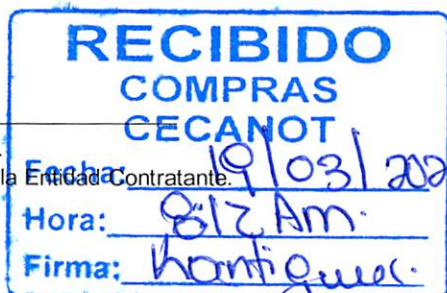 RECIBIDO
COMPRAS
CECANOT
Fecha: 19/03/202
la Entidad Contratante.
Hora: 8:12 Am.
Firma: